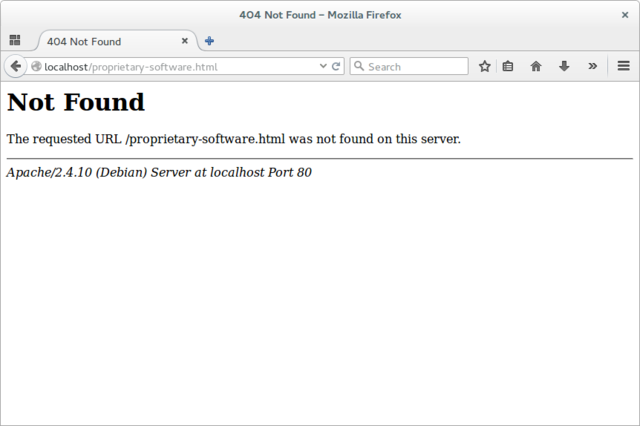 404 Not Found – Mozilla Firefox
404 Not Found
localhost/proprietary-software.html
Search
Not Found
The requested URL /proprietary-software.html was not found on this server.
Apache/2.4.10 (Debian) Server at localhost Port 80